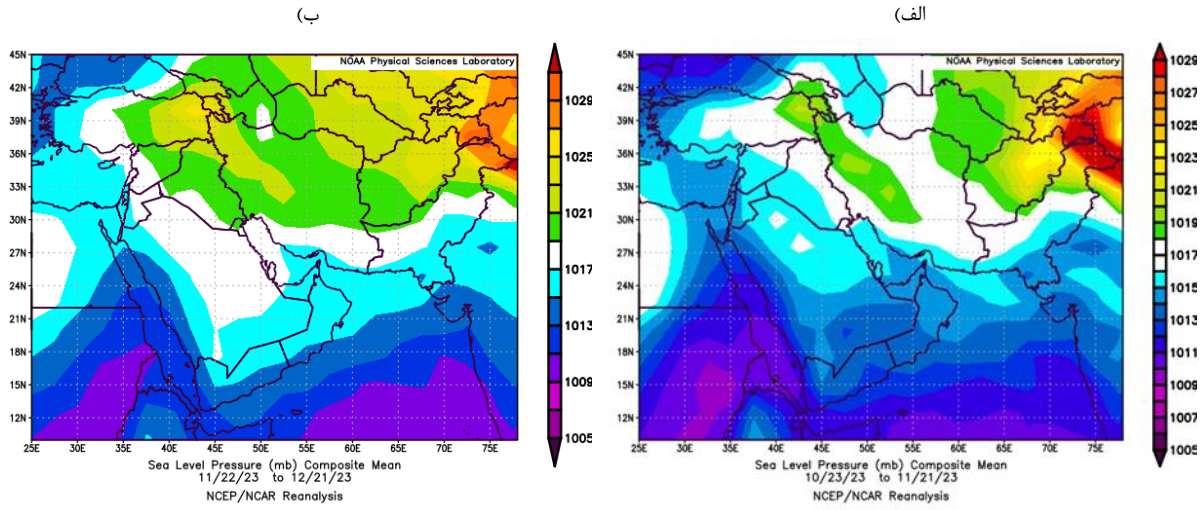 الف)
NOAA Physical Sciences Laboratory
45N
42N
39N
36N
33N
30N
27N
24N
21N
18N
15N
12N
25E 30E 35E 40E 45E 50E 55E 60E 65E 70E 75E
1029
1027
1025
1023
1021
1019
1017
1015
1013
1011
1009
1007
1005
Sea Level Pressure (mb) Composite Mean
10/23/23 to 11/21/23
NCEP/NCAR Reanalysis
ب)
NOAA Physical Sciences Laboratory
45N
42N
39N
36N
33N
30N
27N
24N
21N
18N
15N
12N
25E 30E 35E 40E 45E 50E 55E 60E 65E 70E 75E
1029
1025
1021
1017
1013
1009
1005
Sea Level Pressure (mb) Composite Mean
11/22/23 to 12/21/23
NCEP/NCAR Reanalysis